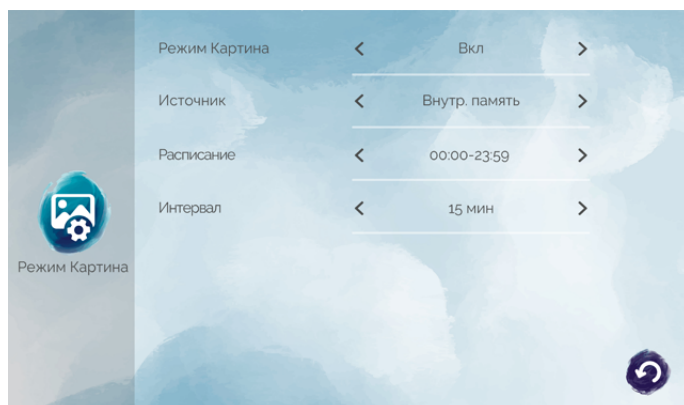 Режим Картина
Вкл
Источник
Внутр. память
Расписание
00:00-23:59
Интервал
15 мин
Режим Картина